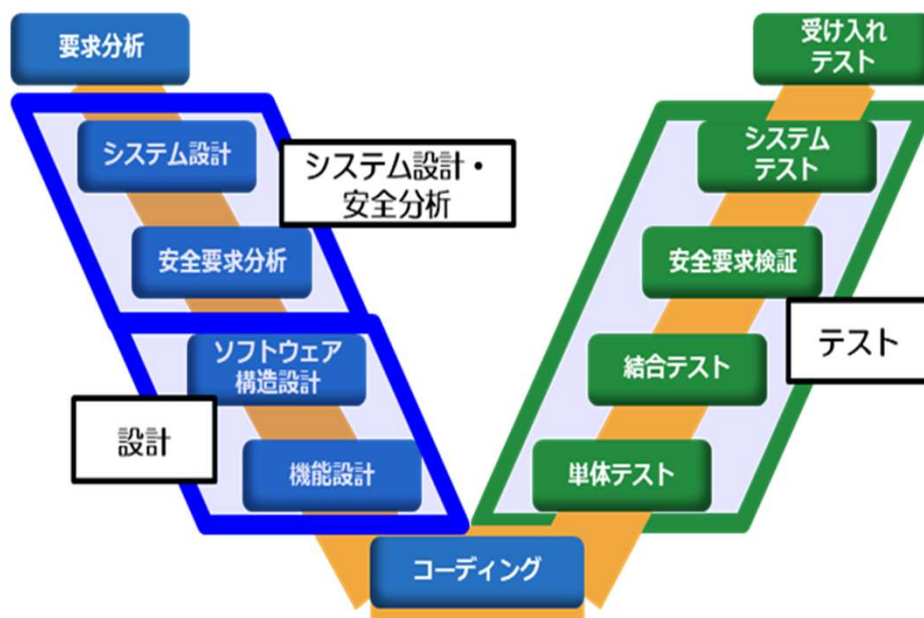 要求分析
システム設計
システム設計・
安全分析
安全要求分析
ソフトウェア
構造設計
設計
機能設計
コーディング
受け入れ
テスト
システム
テスト
安全要求検証
テスト
結合テスト
単体テスト